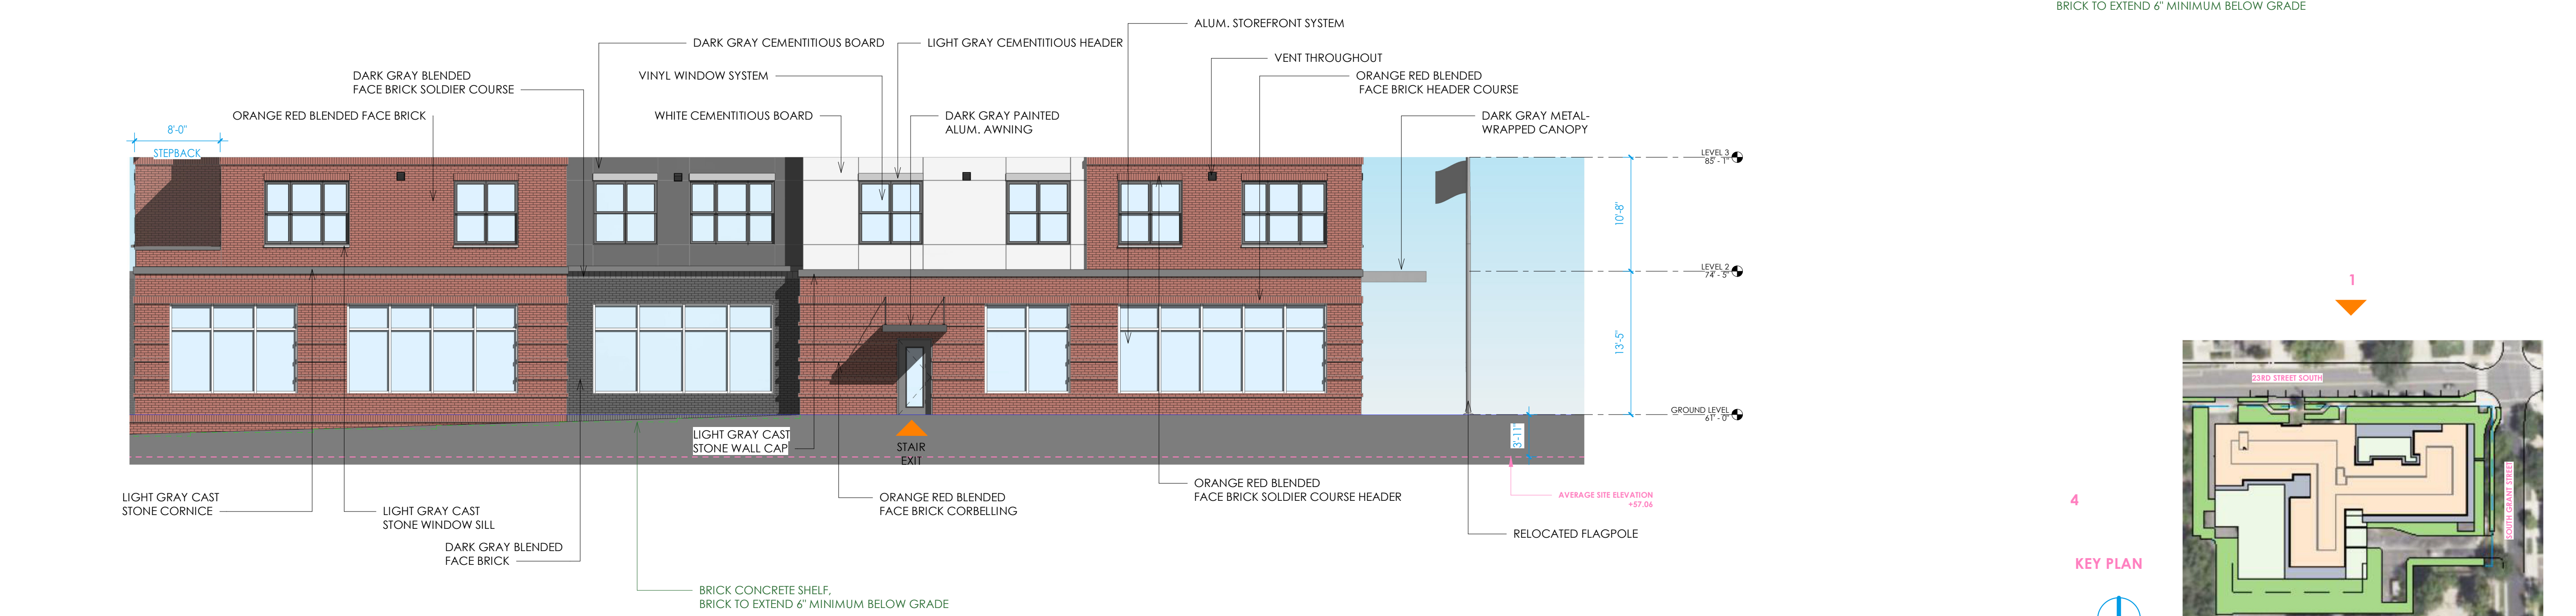 BRICK TO EXTEND 6" MINIMUM BELOW GRADE
ALUM. STOREFRONT SYSTEM
DARK GRAY CEMENTITIOUS BOARD
LIGHT GRAY CEMENTITIOUS HEADER
VENT THROUGHOUT
DARK GRAY BLENDED
FACE BRICK SOLDIER COURSE
VINYL WINDOW SYSTEM
ORANGE RED BLENDED
FACE BRICK HEADER COURSE
ORANGE RED BLENDED FACE BRICK
WHITE CEMENTITIOUS BOARD
DARK GRAY PAINTED
ALUM. AWNING
DARK GRAY METAL-
WRAPPED CANOPY
8'-0"
STEPBACK
LEVEL 3
85' - 1"
10'-8"
LEVEL 2
74' - 5"
13'-5"
GROUND LEVEL
61' - 0"
3'-11"
LIGHT GRAY CAST
STONE WALL CAP
STAIR
EXIT
LIGHT GRAY CAST
STONE CORNICE
LIGHT GRAY CAST
STONE WINDOW SILL
ORANGE RED BLENDED
FACE BRICK CORBELLING
ORANGE RED BLENDED
FACE BRICK SOLDIER COURSE HEADER
AVERAGE SITE ELEVATION
+57.06
RELOCATED FLAGPOLE
DARK GRAY BLENDED
FACE BRICK
BRICK CONCRETE SHELF,
BRICK TO EXTEND 6" MINIMUM BELOW GRADE
1
23RD STREET SOUTH
SOUTH GRANT STREET
4
KEY PLAN